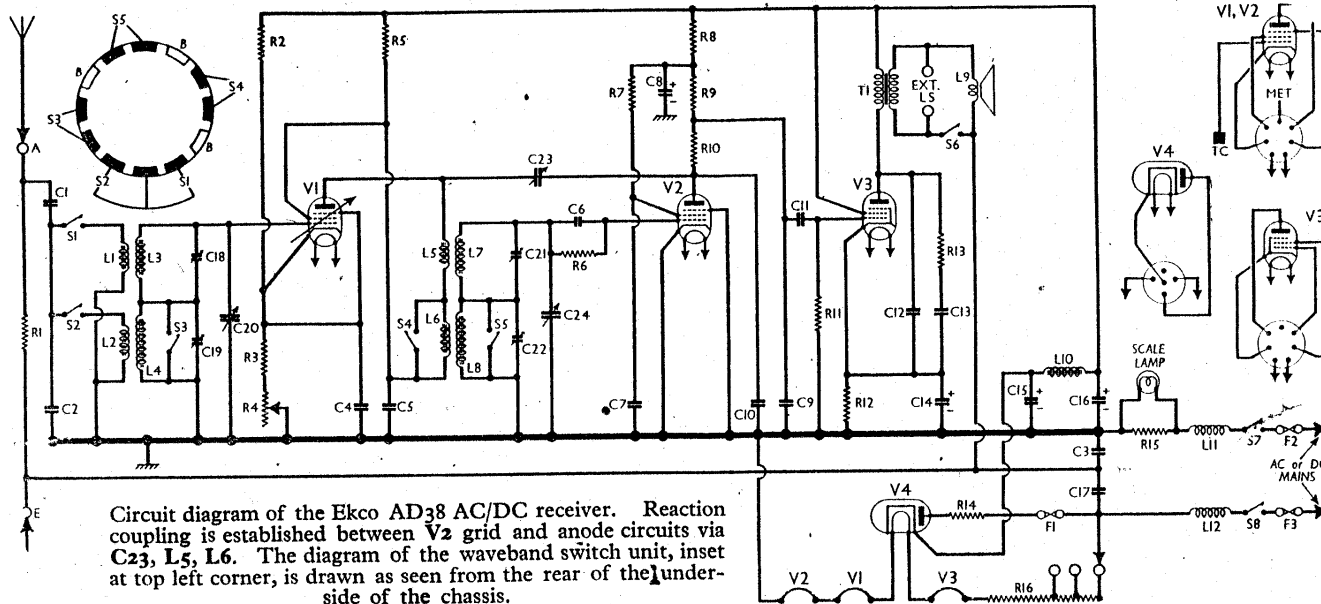 S5
B
B
S4
S3
B
S2
S1
A
C1
S1
L1
L3
C18
S2
L2
L4
S3
C19
C20
R1
C2
E
R2
R5
V1
R3
R4
C4
C5
C23
L5
L7
C21
C6
R6
S4
L6
S5
L8
C22
C24
R7
C8
+
-
R8
R9
R10
V2
C7
C10
C9
C11
R11
V3
R12
C12
R13
C13
C14
+
-
T1
EXT.
LS
S6
L9
L10
C15
+
-
C16
+
-
SCALE
LAMP
R15
L11
S7
F2
C3
C17
AC or DC
MAINS
L12
S8
F3
V4
R14
F1
V2
V1
V3
R16
V1, V2
MET
TC
V4
V3
Circuit diagram of the Ekco AD38 AC/DC receiver. Reaction
coupling is established between V2 grid and anode circuits via
C23, L5, L6. The diagram of the waveband switch unit, inset
at top left corner, is drawn as seen from the rear of the under-
side of the chassis.